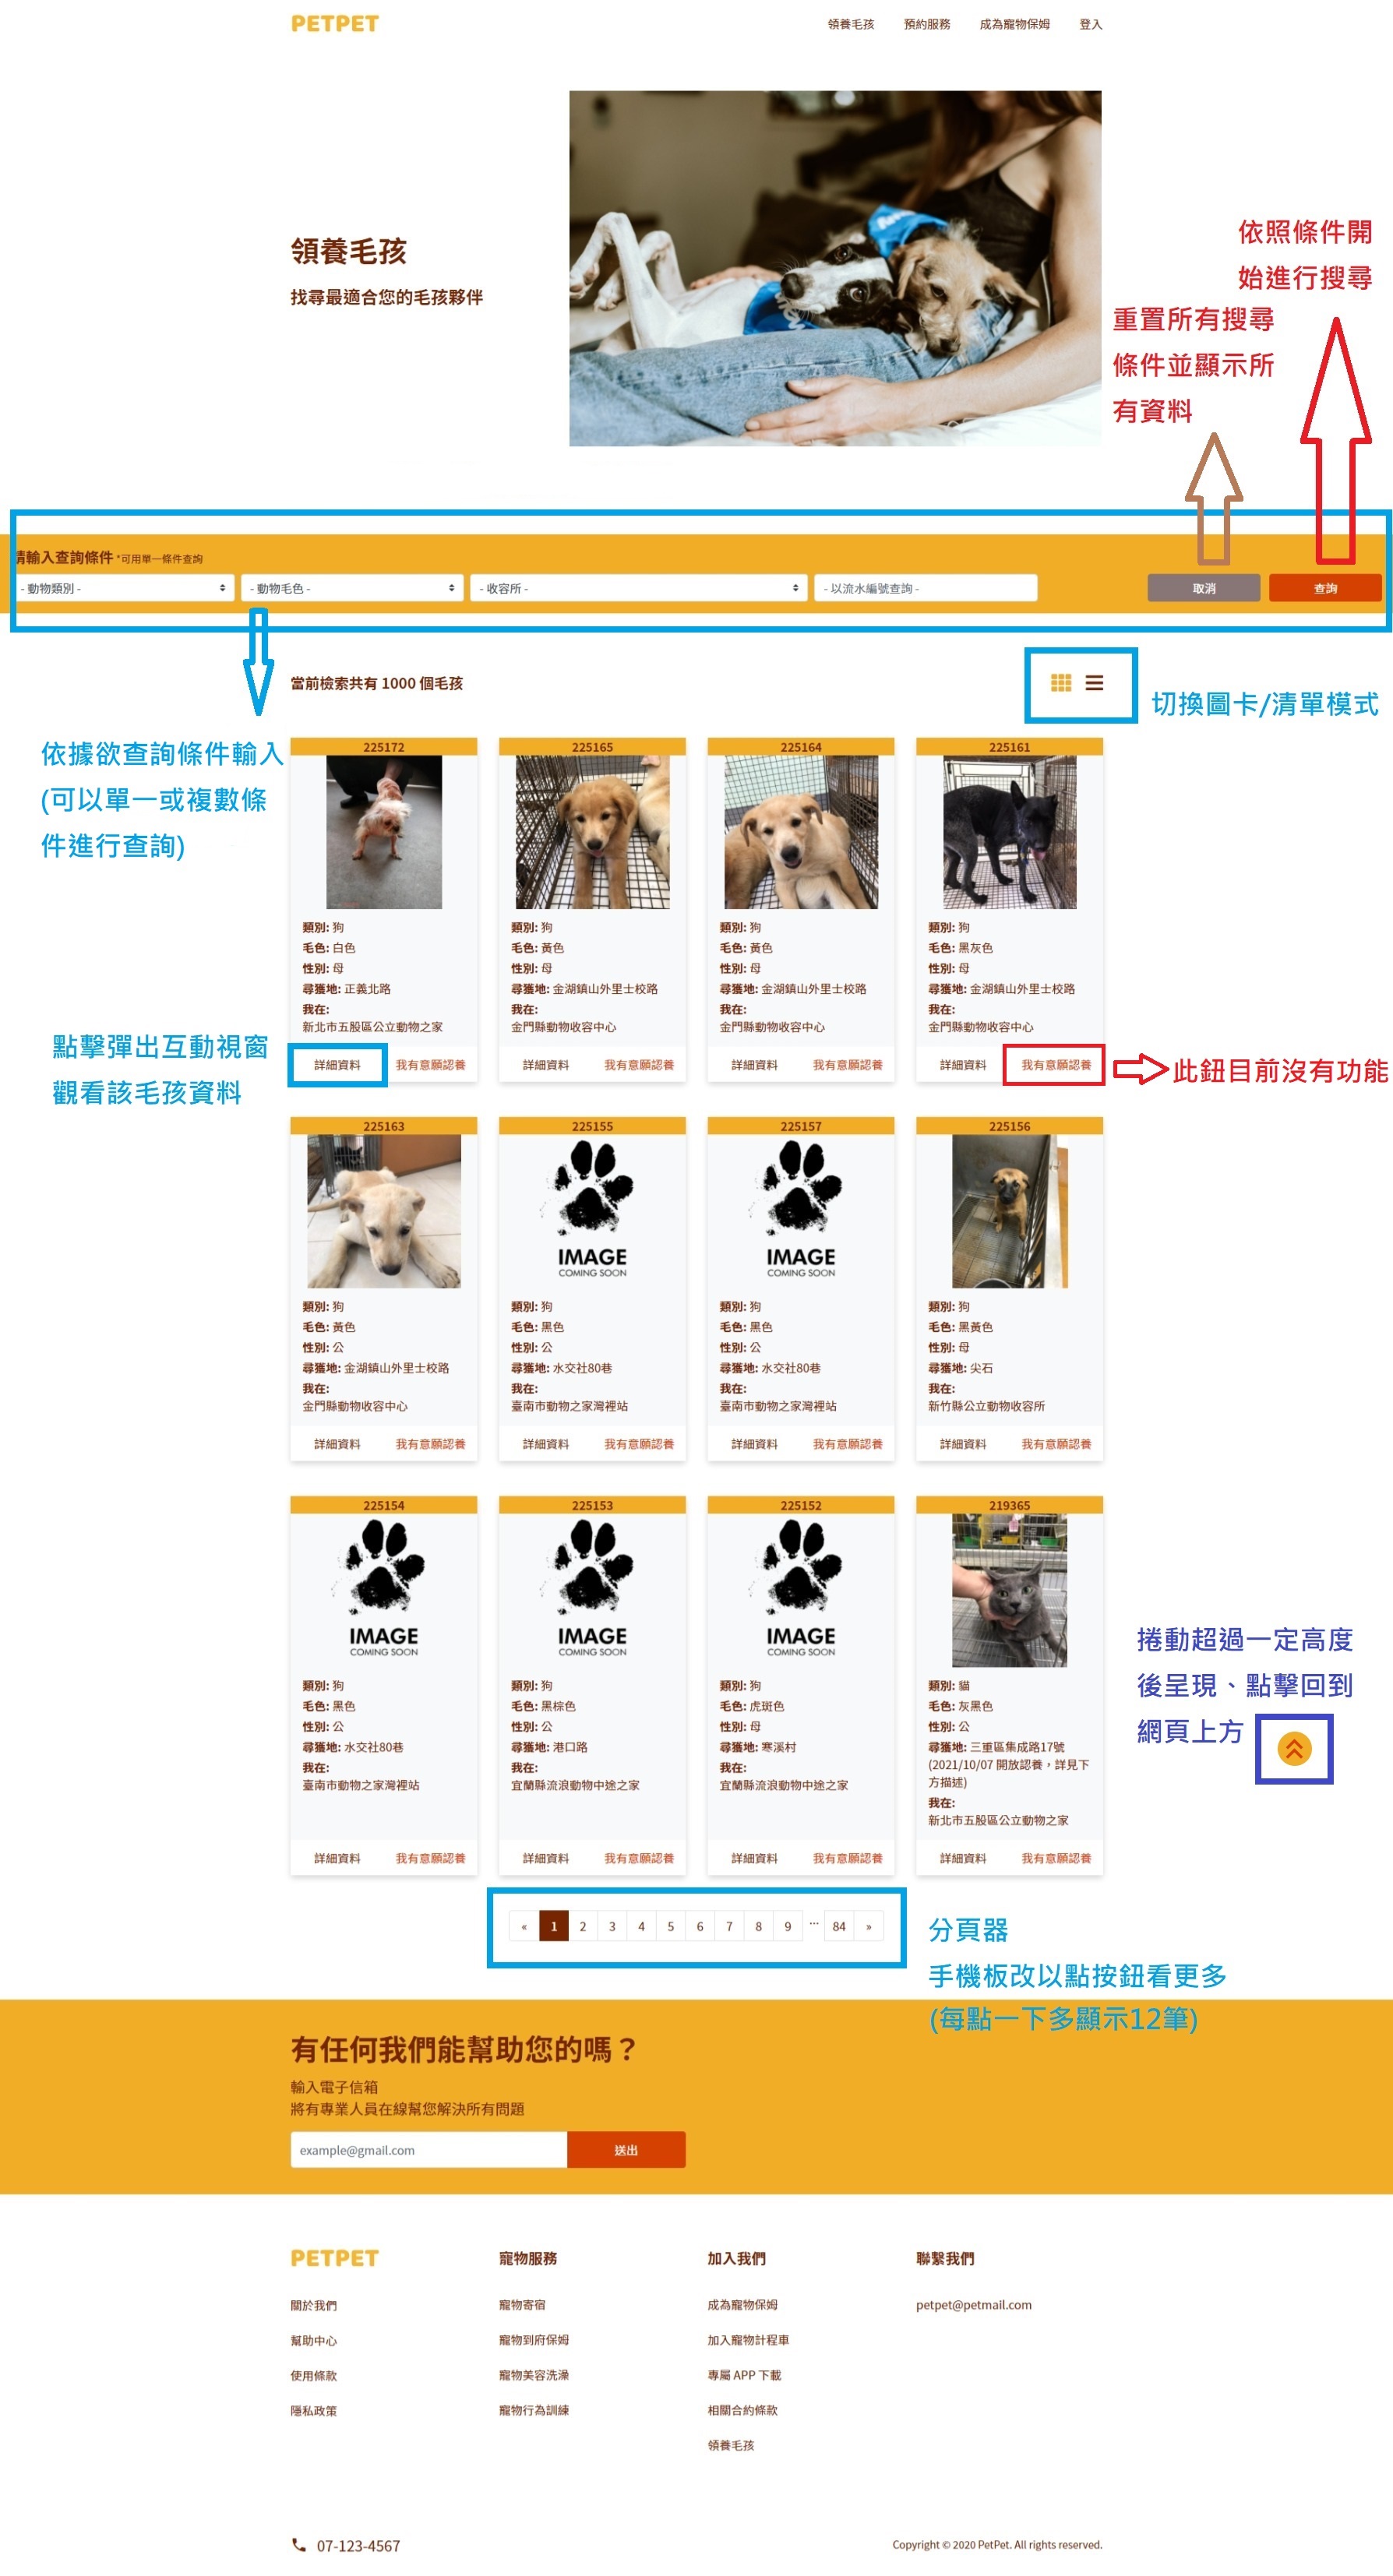 PETPET
領養毛孩 預約服務 成為寵物保姆 登入
領養毛孩
找尋最適合您的毛孩夥伴
依照條件開
始進行搜尋
重置所有搜尋
條件並顯示所
有資料
請輸入查詢條件 *可用單一條件查詢
- 動物類別 - - 動物毛色 - - 收容所 - - 以流水編號查詢 - 取消 查詢
當前檢索共有 1000 個毛孩
切換圖卡/清單模式
依據欲查詢條件輸入
(可以單一或複數條
件進行查詢)
225172
類別: 狗
毛色: 白色
性別: 母
尋獲地: 正義北路
我在:
新北市五股區公立動物之家
詳細資料 我有意願認養
225165
類別: 狗
毛色: 黃色
性別: 母
尋獲地: 金湖鎮山外里士校路
我在:
金門縣動物收容中心
詳細資料 我有意願認養
225164
類別: 狗
毛色: 黃色
性別: 母
尋獲地: 金湖鎮山外里士校路
我在:
金門縣動物收容中心
詳細資料 我有意願認養
225161
類別: 狗
毛色: 黑灰色
性別: 母
尋獲地: 金湖鎮山外里士校路
我在:
金門縣動物收容中心
詳細資料 我有意願認養
點擊彈出互動視窗
觀看該毛孩資料
此鈕目前沒有功能
225163
類別: 狗
毛色: 黃色
性別: 公
尋獲地: 金湖鎮山外里士校路
我在:
金門縣動物收容中心
詳細資料 我有意願認養
225155
IMAGE
COMING SOON
類別: 狗
毛色: 黑色
性別: 公
尋獲地: 水交社80巷
我在:
臺南市動物之家灣裡站
詳細資料 我有意願認養
225157
IMAGE
COMING SOON
類別: 狗
毛色: 黑色
性別: 公
尋獲地: 水交社80巷
我在:
臺南市動物之家灣裡站
詳細資料 我有意願認養
225156
類別: 狗
毛色: 黑黃色
性別: 母
尋獲地: 尖石
我在:
新竹縣公立動物收容所
詳細資料 我有意願認養
225154
IMAGE
COMING SOON
類別: 狗
毛色: 黑色
性別: 公
尋獲地: 水交社80巷
我在:
臺南市動物之家灣裡站
詳細資料 我有意願認養
225153
IMAGE
COMING SOON
類別: 狗
毛色: 黑棕色
性別: 公
尋獲地: 港口路
我在:
宜蘭縣流浪動物中途之家
詳細資料 我有意願認養
225152
IMAGE
COMING SOON
類別: 狗
毛色: 虎斑色
性別: 母
尋獲地: 寒溪村
我在:
宜蘭縣流浪動物中途之家
詳細資料 我有意願認養
219365
類別: 貓
毛色: 灰黑色
性別: 公
尋獲地: 三重區集成路17號
(2021/10/07 開放認養，詳見下
方描述)
我在:
新北市五股區公立動物之家
詳細資料 我有意願認養
捲動超過一定高度
後呈現、點擊回到
網頁上方
« 1 2 3 4 5 6 7 8 9 ... 84 »
分頁器
手機板改以點按鈕看更多
(每點一下多顯示12筆)
有任何我們能幫助您的嗎？
輸入電子信箱
將有專業人員在線幫您解決所有問題
example@gmail.com 送出
PETPET
關於我們
幫助中心
使用條款
隱私政策
寵物服務
寵物寄宿
寵物到府保姆
寵物美容洗澡
寵物行為訓練
加入我們
成為寵物保姆
加入寵物計程車
專屬 APP 下載
相關合約條款
領養毛孩
聯繫我們
petpet@petmail.com
07-123-4567
Copyright © 2020 PetPet. All rights reserved.